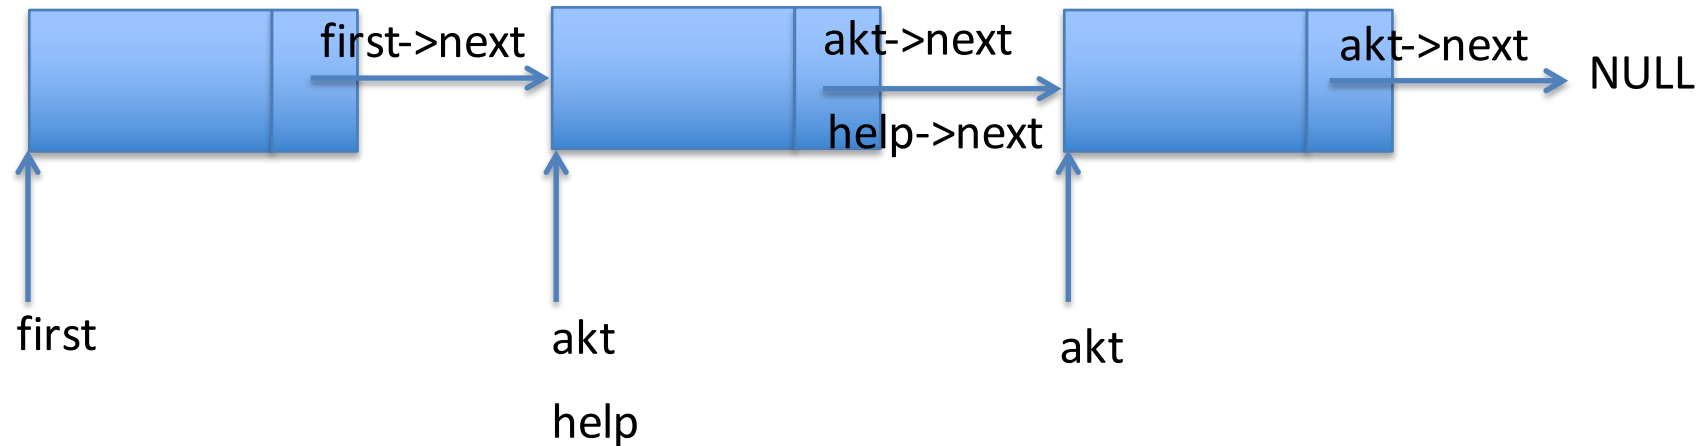 first->next
akt->next
akt->next
NULL
help->next
first
akt
akt
help